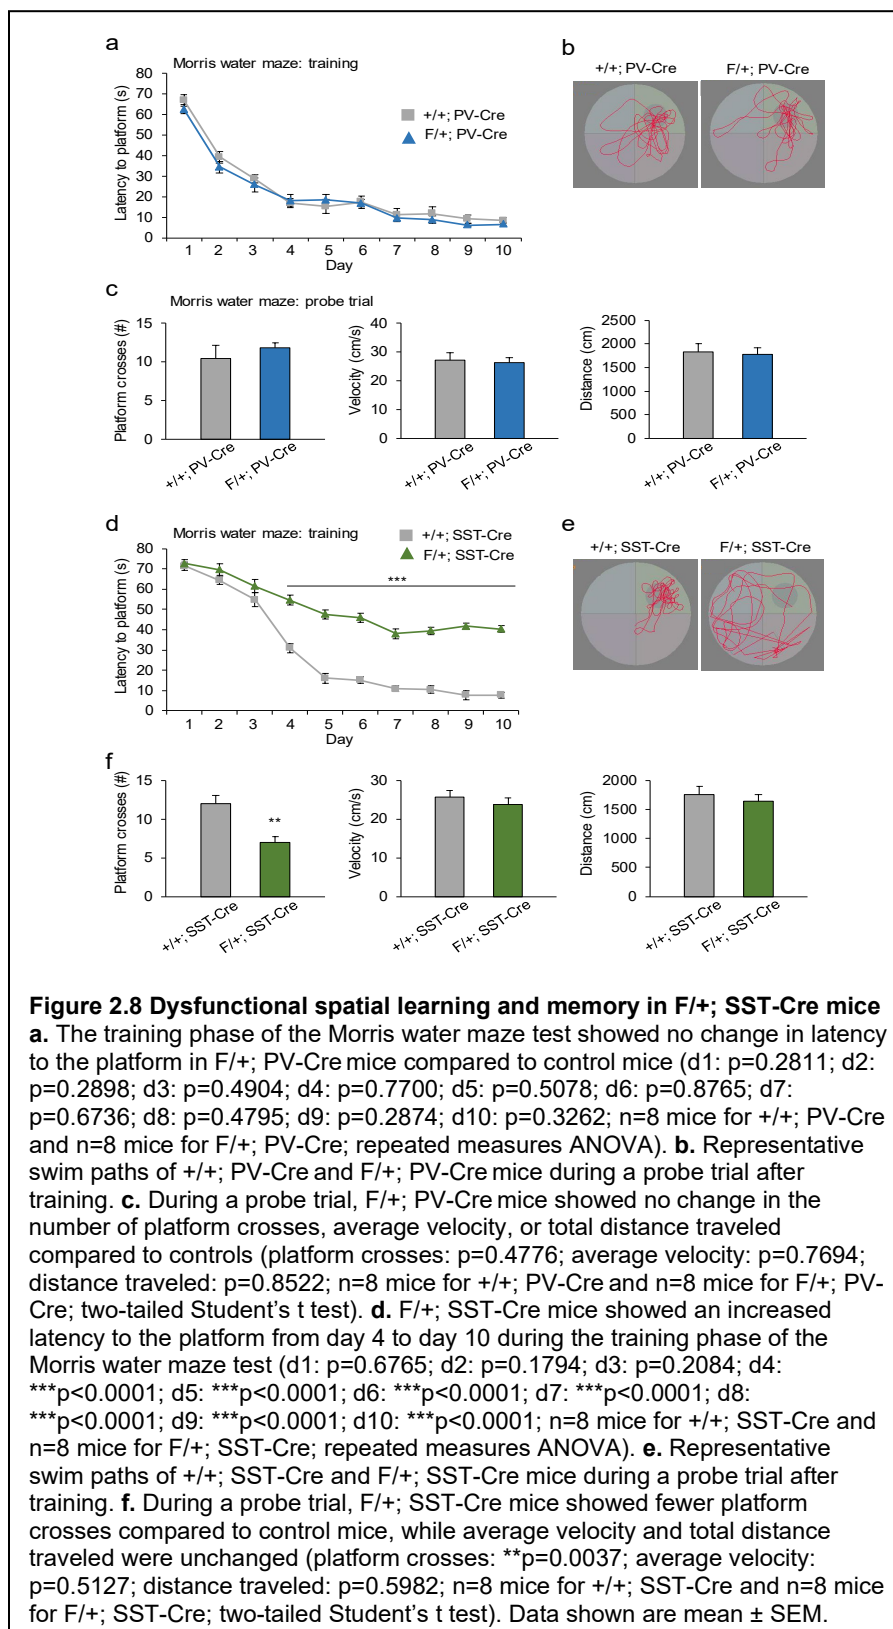 a
Morris water maze: training
80
70
60
50
40
30
20
10
0
Latency to platform (s)
+/+; PV-Cre
F/+; PV-Cre
1 2 3 4 5 6 7 8 9 10
Day
b
+/+; PV-Cre F/+; PV-Cre
c
Morris water maze: probe trial
15
10
5
0
Platform crosses (#)
+/+; PV-Cre
F/+; PV-Cre
40
30
20
10
0
Velocity (cm/s)
+/+; PV-Cre
F/+; PV-Cre
2500
2000
1500
1000
500
0
Distance (cm)
+/+; PV-Cre
F/+; PV-Cre
d
Morris water maze: training
80
70
60
50
40
30
20
10
0
Latency to platform (s)
+/+; SST-Cre
F/+; SST-Cre
***
1 2 3 4 5 6 7 8 9 10
Day
e
+/+; SST-Cre F/+; SST-Cre
f
15
10
5
0
Platform crosses (#)
**
+/+; SST-Cre
F/+; SST-Cre
30
20
10
0
Velocity (cm/s)
+/+; SST-Cre
F/+; SST-Cre
2000
1500
1000
500
0
Distance (cm)
+/+; SST-Cre
F/+; SST-Cre
Figure 2.8 Dysfunctional spatial learning and memory in F/+; SST-Cre mice
a. The training phase of the Morris water maze test showed no change in latency
to the platform in F/+; PV-Cre mice compared to control mice (d1: p=0.2811; d2:
p=0.2898; d3: p=0.4904; d4: p=0.7700; d5: p=0.5078; d6: p=0.8765; d7:
p=0.6736; d8: p=0.4795; d9: p=0.2874; d10: p=0.3262; n=8 mice for +/+; PV-Cre
and n=8 mice for F/+; PV-Cre; repeated measures ANOVA). b. Representative
swim paths of +/+; PV-Cre and F/+; PV-Cre mice during a probe trial after
training. c. During a probe trial, F/+; PV-Cre mice showed no change in the
number of platform crosses, average velocity, or total distance traveled
compared to controls (platform crosses: p=0.4776; average velocity: p=0.7694;
distance traveled: p=0.8522; n=8 mice for +/+; PV-Cre and n=8 mice for F/+; PV-
Cre; two-tailed Student’s t test). d. F/+; SST-Cre mice showed an increased
latency to the platform from day 4 to day 10 during the training phase of the
Morris water maze test (d1: p=0.6765; d2: p=0.1794; d3: p=0.2084; d4:
***p<0.0001; d5: ***p<0.0001; d6: ***p<0.0001; d7: ***p<0.0001; d8:
***p<0.0001; d9: ***p<0.0001; d10: ***p<0.0001; n=8 mice for +/+; SST-Cre and
n=8 mice for F/+; SST-Cre; repeated measures ANOVA). e. Representative
swim paths of +/+; SST-Cre and F/+; SST-Cre mice during a probe trial after
training. f. During a probe trial, F/+; SST-Cre mice showed fewer platform
crosses compared to control mice, while average velocity and total distance
traveled were unchanged (platform crosses: **p=0.0037; average velocity:
p=0.5127; distance traveled: p=0.5982; n=8 mice for +/+; SST-Cre and n=8 mice
for F/+; SST-Cre; two-tailed Student’s t test). Data shown are mean ± SEM.